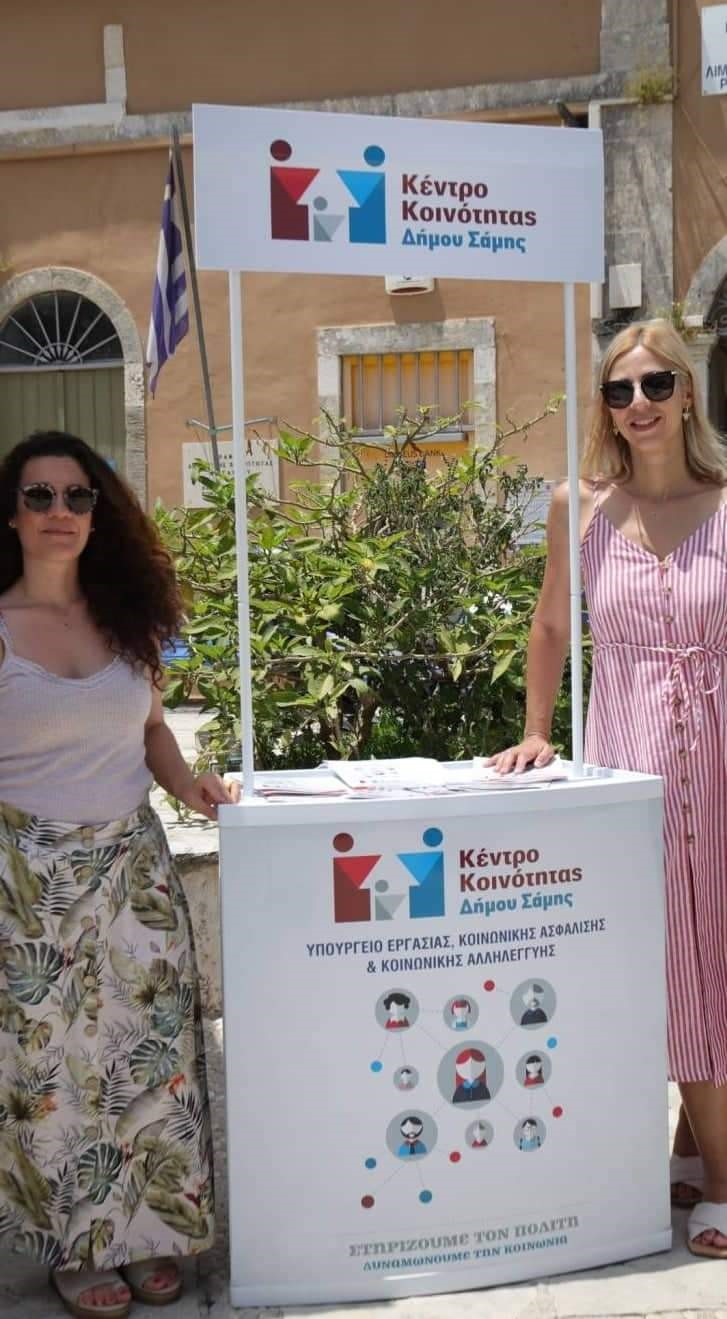 Κέντρο
Κοινότητας
Δήμου Σάμης
Κέντρο
Κοινότητας
Δήμου Σάμης
ΥΠΟΥΡΓΕΙΟ ΕΡΓΑΣΙΑΣ, ΚΟΙΝΩΝΙΚΗΣ ΑΣΦΑΛΙΣΗΣ
& ΚΟΙΝΩΝΙΚΗΣ ΑΛΛΗΛΕΓΓΥΗΣ
ΣΤΗΡΙΖΟΥΜΕ ΤΟΝ ΠΟΛΙΤΗ
ΔΥΝΑΜΩΝΟΥΜΕ ΤΗΝ ΚΟΙΝΩΝΙΑ